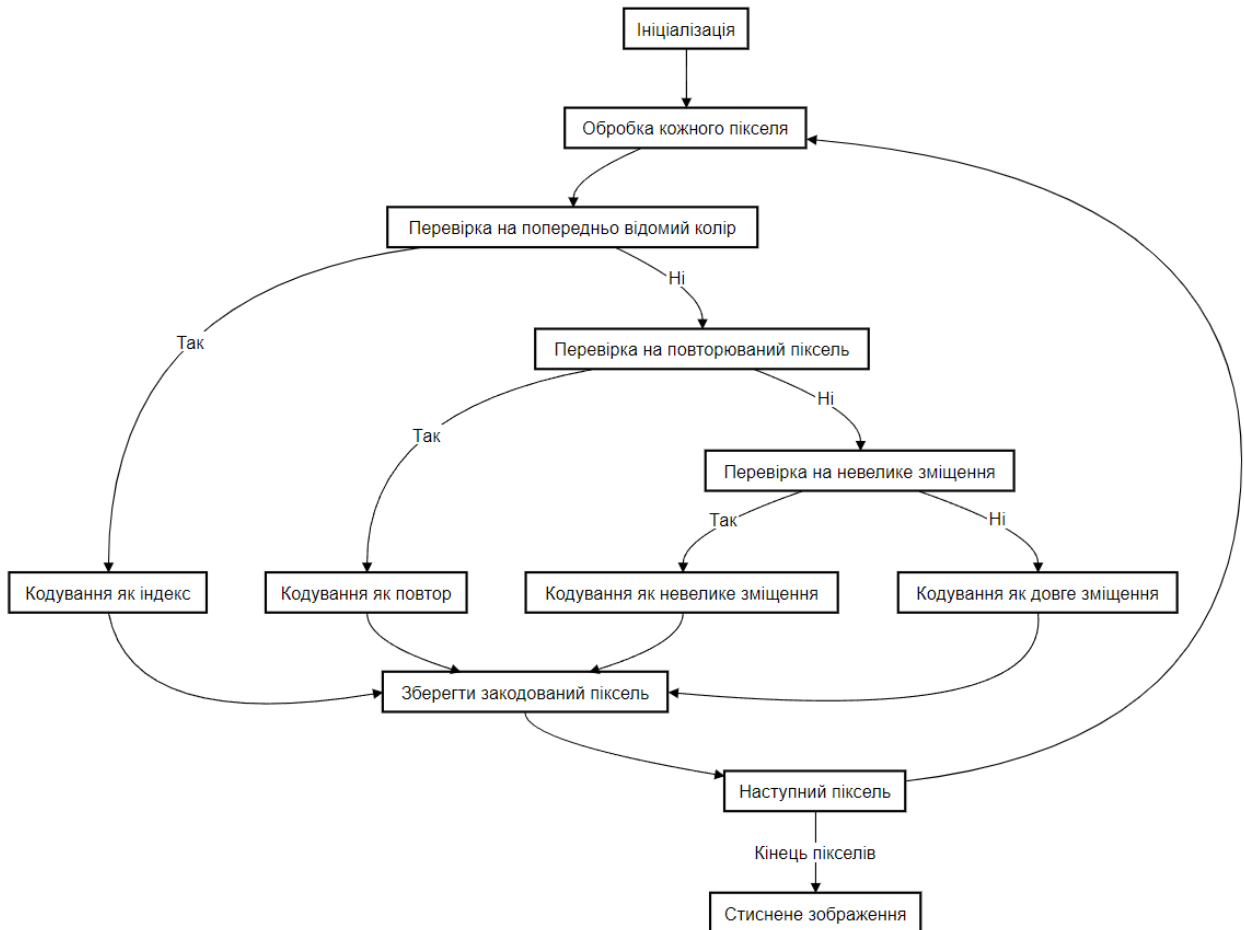 Ініціалізація
Обробка кожного пікселя
Перевірка на попередньо відомий колір
Ні
Так
Перевірка на повторюваний піксель
Ні
Так
Перевірка на невелике зміщення
Так
Ні
Кодування як індекс
Кодування як повтор
Кодування як невелике зміщення
Кодування як довге зміщення
Зберегти закодований піксель
Наступний піксель
Кінець пікселів
Стиснене зображення